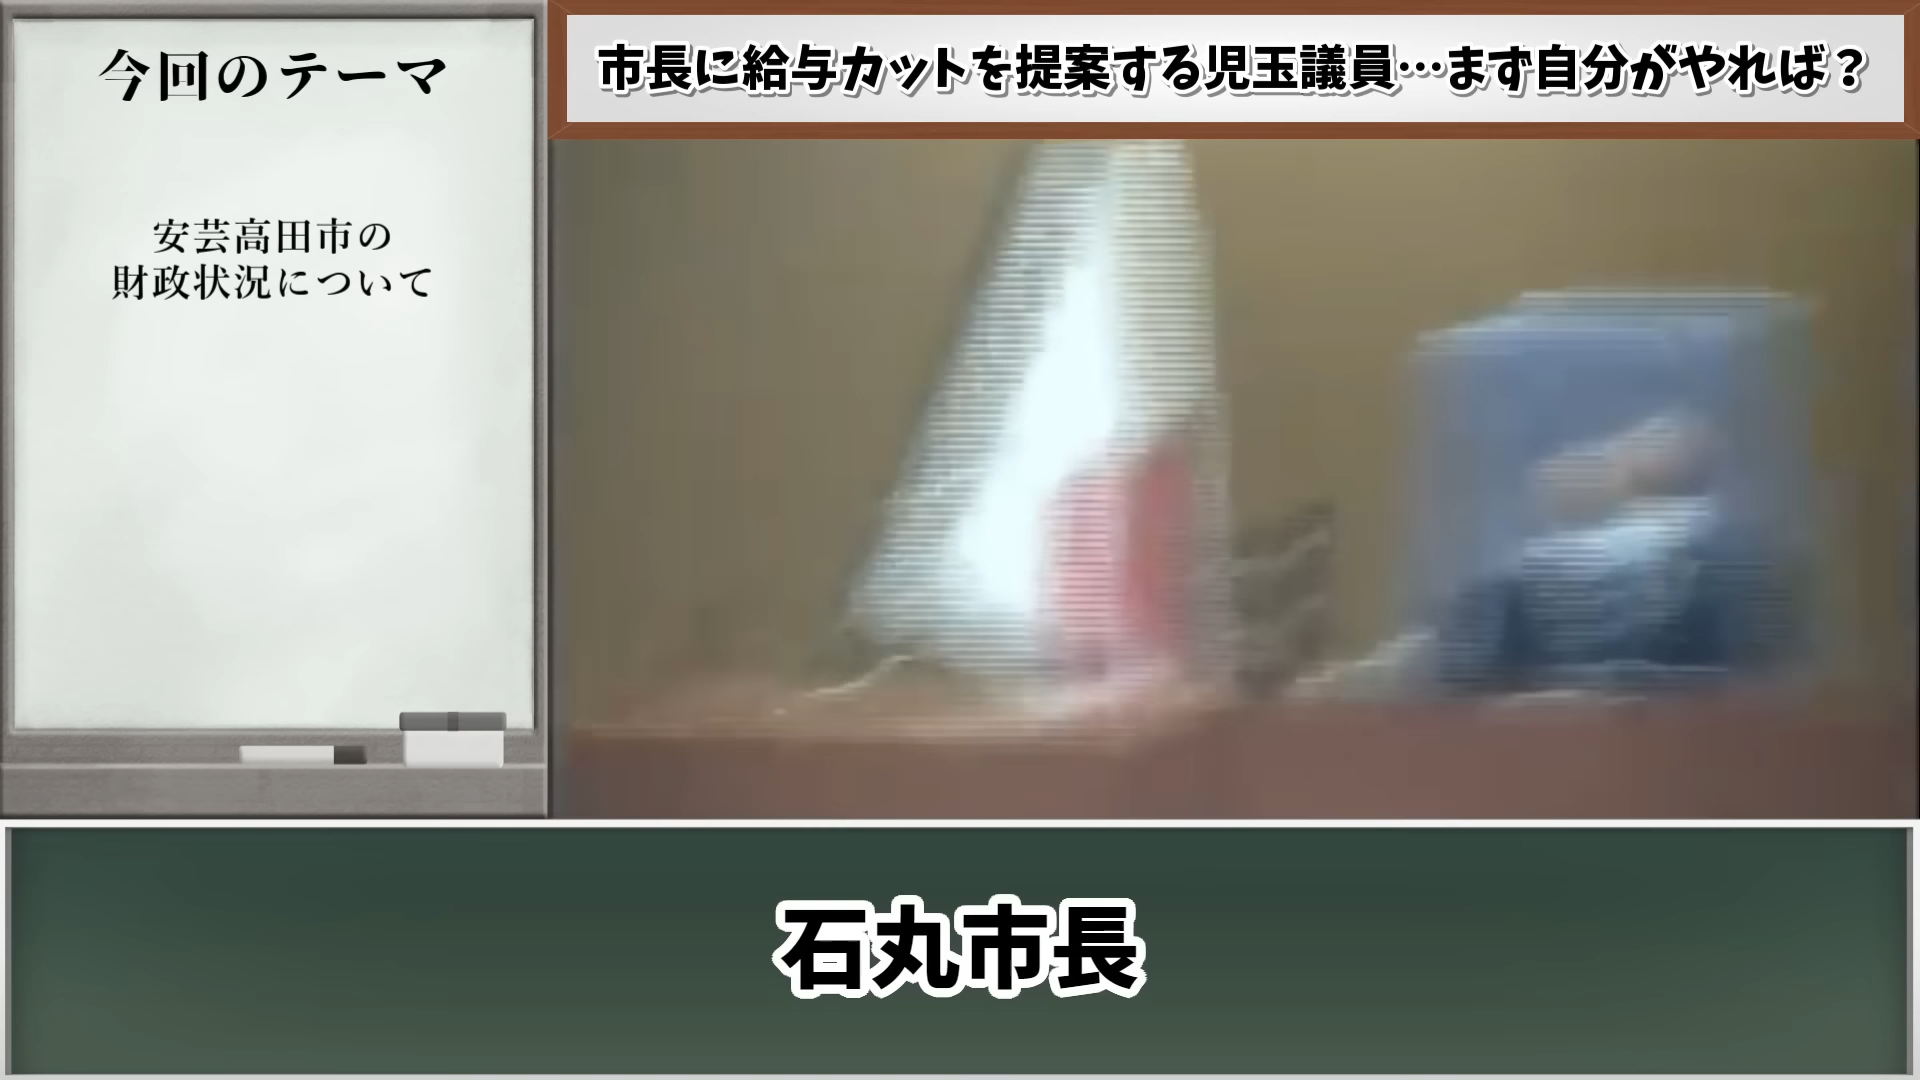 今回のテーマ
安芸高田市の
財政状況について
市長に給与カットを提案する児玉議員…まず自分がやれば？
石丸市長